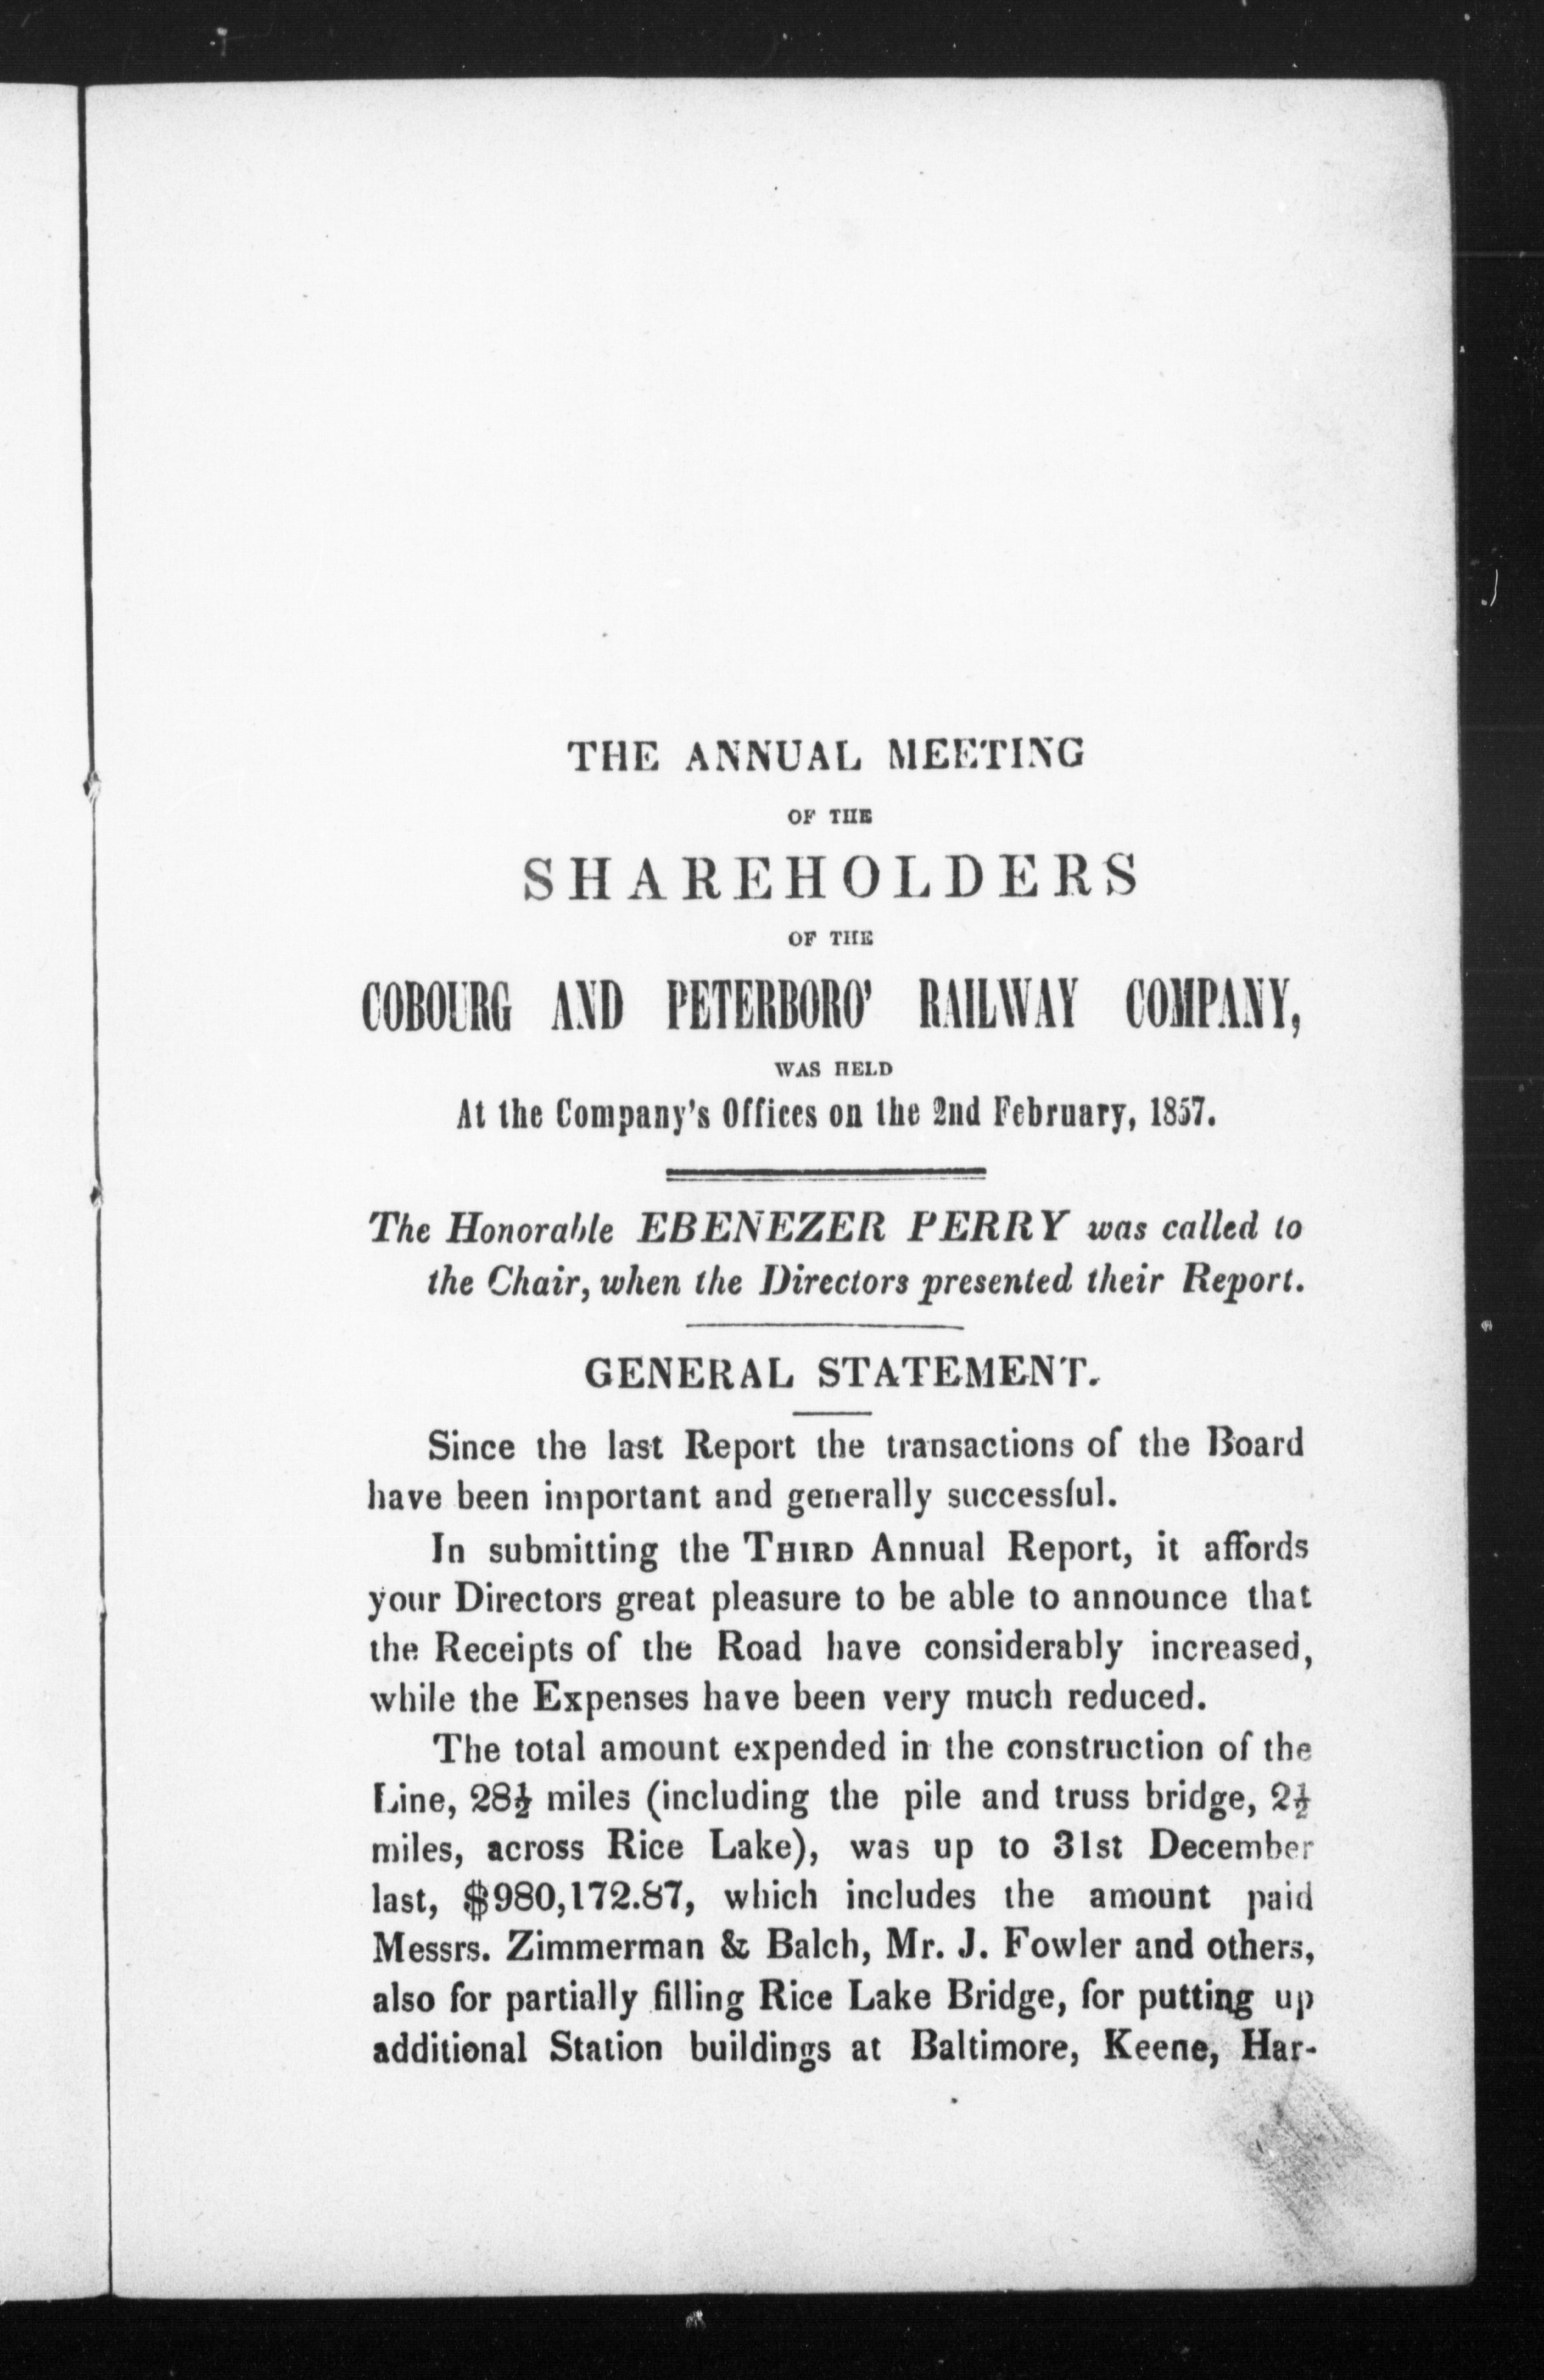 THE ANNUAL MEETING
OF THE
SHAREHOLDERS
OF THE
COBOURG AND PETERBORO' RAILWAY COMPANY,
WAS HELD
At the Company's Offices on the 2nd February, 1857.
The Honorable EBENEZER PERRY was called to
the Chair, when the Directors presented their Report.
GENERAL STATEMENT.
Since the last Report the transactions of the Board
have been important and generally successful.
In submitting the THIRD Annual Report, it affords
your Directors great pleasure to be able to announce that
the Receipts of the Road have considerably increased,
while the Expenses have been very much reduced.
The total amount expended in the construction of the
Line, 28½ miles (including the pile and truss bridge, 2½
miles, across Rice Lake), was up to 31st December
last, $980,172.87, which includes the amount paid
Messrs. Zimmerman & Balch, Mr. J. Fowler and others,
also for partially filling Rice Lake Bridge, for putting up
additional Station buildings at Baltimore, Keene, Har-